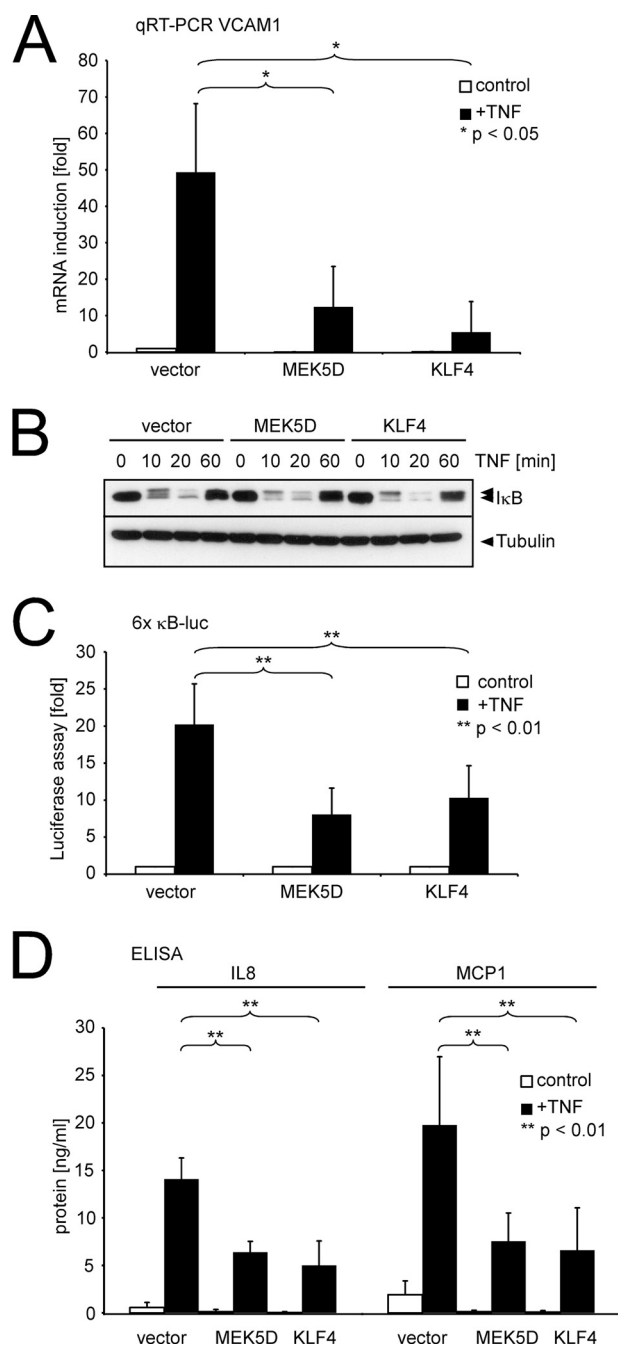 A
qRT-PCR VCAM1
mRNA induction [fold]
80
70
60
50
40
30
20
10
0
*
*
control
+TNF
* p < 0.05
vector MEK5D KLF4
B
vector MEK5D KLF4
0 10 20 60 0 10 20 60 0 10 20 60 TNF [min]
IκB
Tubulin
C
6x κB-luc
Luciferase assay [fold]
30
25
20
15
10
5
0
**
**
control
+TNF
** p < 0.01
vector MEK5D KLF4
D
ELISA
IL8 MCP1
protein [ng/ml]
30
25
20
15
10
5
0
** **
** **
control
+TNF
** p < 0.01
vector MEK5D KLF4 vector MEK5D KLF4